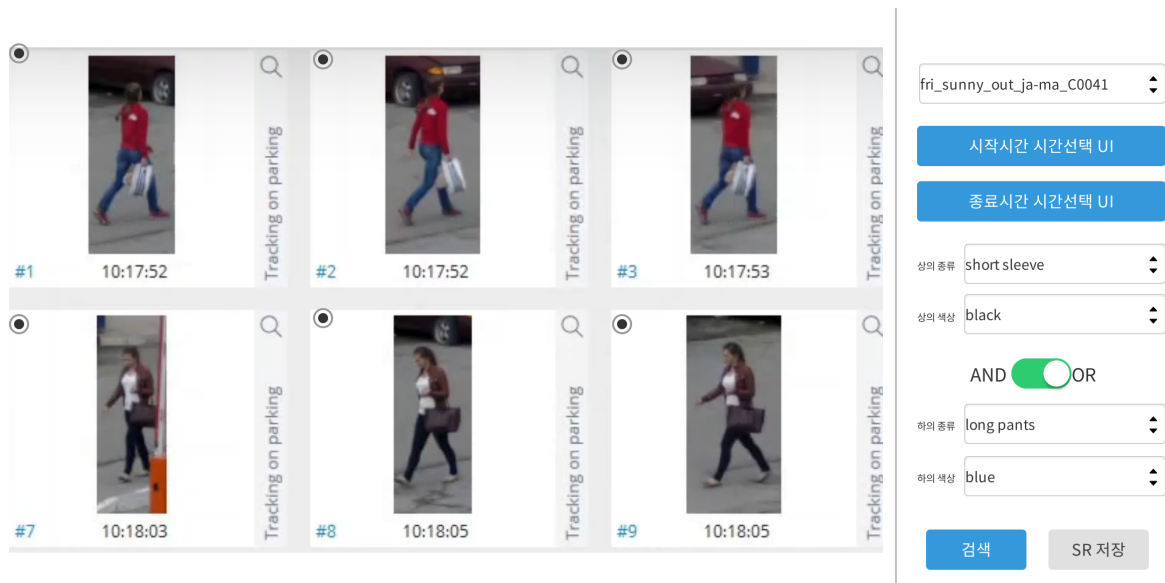 Tracking on parking
#1 10:17:52
Tracking on parking
#2 10:17:52
Tracking on parking
#3 10:17:53
Tracking on parking
#7 10:18:03
Tracking on parking
#8 10:18:05
Tracking on parking
#9 10:18:05
fri_sunny_out_ja-ma_C0041
시작시간 시간선택 UI
종료시간 시간선택 UI
상의 종류 short sleeve
상의 색상 black
AND OR
하의 종류 long pants
하의 색상 blue
검색 SR 저장